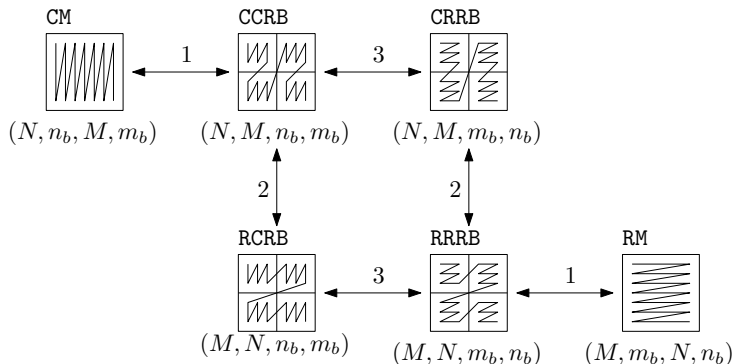 CM CCRB CRRB
1 3
(N, n_b, M, m_b) (N, M, n_b, m_b) (N, M, m_b, n_b)
2 2
RCRB RRRB RM
3 1
(M, N, n_b, m_b) (M, N, m_b, n_b) (M, m_b, N, n_b)